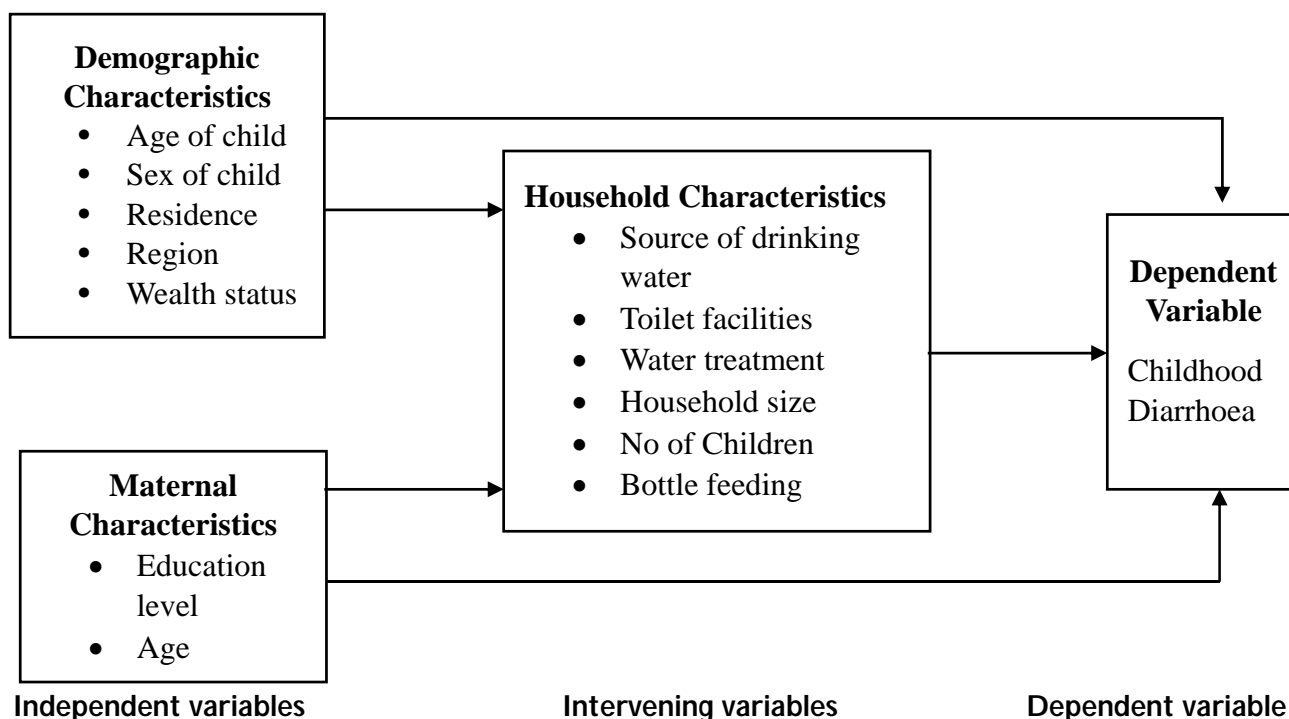 Demographic
Characteristics
• Age of child
• Sex of child
• Residence
• Region
• Wealth status
Household Characteristics
• Source of drinking
water
• Toilet facilities
• Water treatment
• Household size
• No of Children
• Bottle feeding
Dependent
Variable
Childhood
Diarrhoea
Maternal
Characteristics
• Education
level
• Age
Independent variables
Intervening variables
Dependent variable